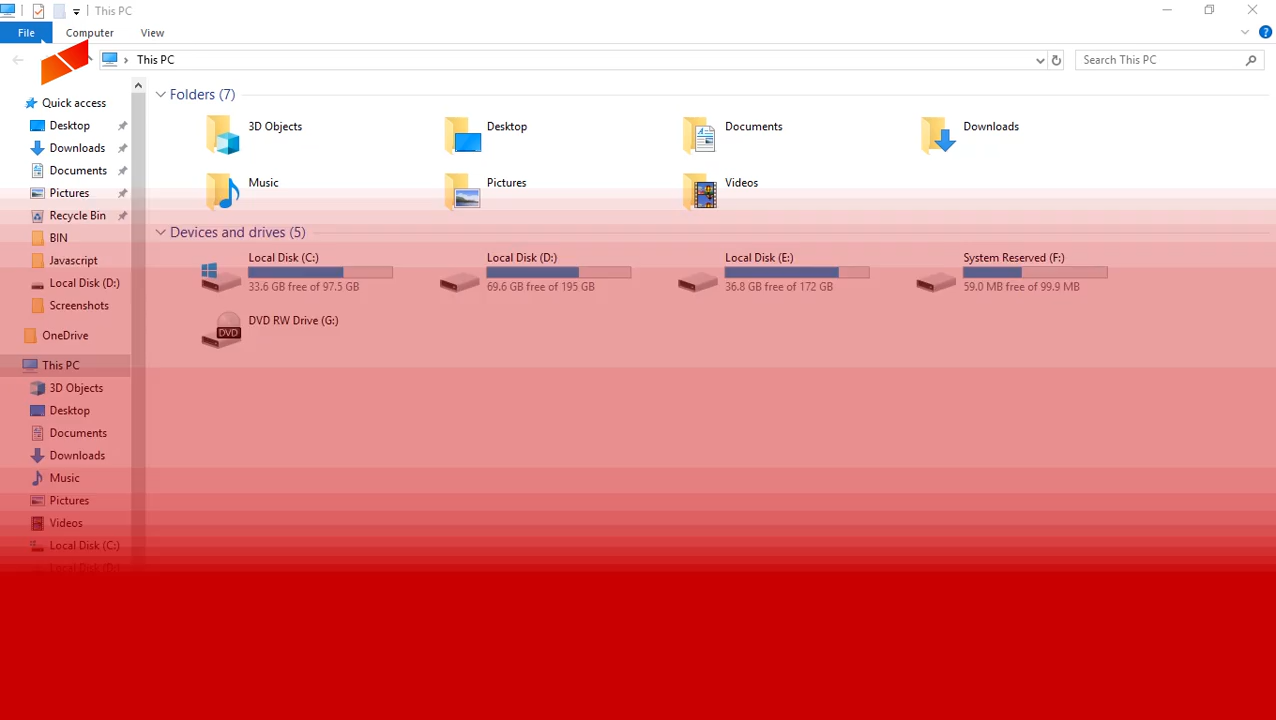 This PC
File Computer View
This PC
Search This PC
Quick access
Desktop
Downloads
Documents
Pictures
Recycle Bin
BIN
Javascript
Local Disk (D:)
Screenshots
OneDrive
This PC
3D Objects
Desktop
Documents
Downloads
Music
Pictures
Videos
Local Disk (C:)
Folders (7)
3D Objects
Desktop
Documents
Downloads
Music
Pictures
Videos
Devices and drives (5)
Local Disk (C:)
33.6 GB free of 97.5 GB
Local Disk (D:)
69.6 GB free of 195 GB
Local Disk (E:)
36.8 GB free of 172 GB
System Reserved (F:)
59.0 MB free of 99.9 MB
DVD RW Drive (G:)
DVD